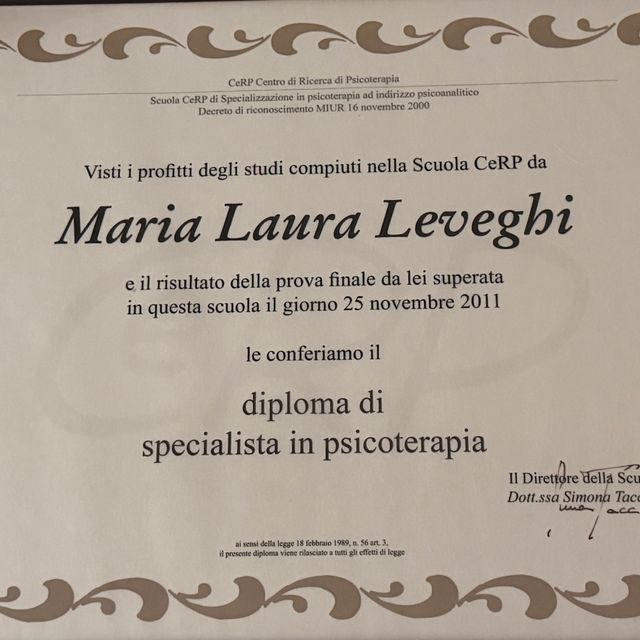 CeRP Centro di Ricerca di Psicoterapia
Scuola CeRP di Specializzazione in psicoterapia ad indirizzo psicoanalitico
Decreto di riconoscimento MIUR 16 novembre 2000
Visti i profitti degli studi compiuti nella Scuola CeRP da
Maria Laura Leveghi
e il risultato della prova finale da lei superata
in questa scuola il giorno 25 novembre 2011
le conferiamo il
diploma di
specialista in psicoterapia
Il Direttore della Scu
Dott.ssa Simona Tacc
ai sensi della legge 18 febbraio 1989, n. 56 art. 3,
il presente diploma viene rilasciato a tutti gli effetti di legge